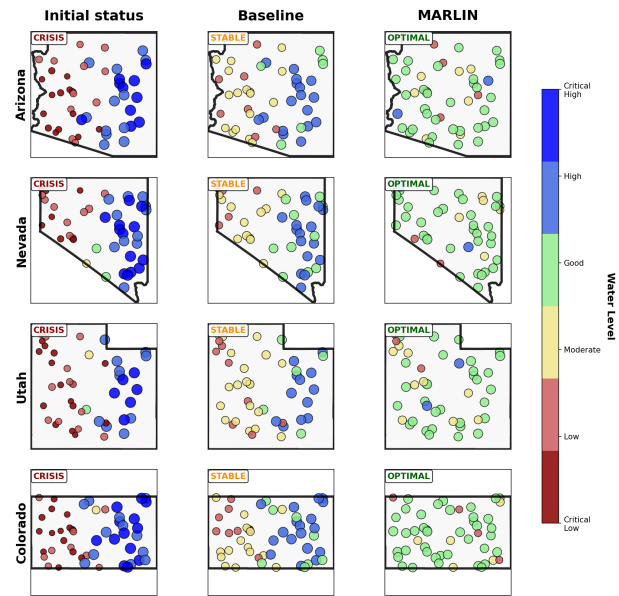 Initial status
Baseline
MARLIN
Arizona
CRISIS
STABLE
OPTIMAL
Nevada
CRISIS
STABLE
OPTIMAL
Utah
CRISIS
STABLE
OPTIMAL
Colorado
CRISIS
STABLE
OPTIMAL
Critical
High
High
Good
Moderate
Low
Critical
Low
Water Level